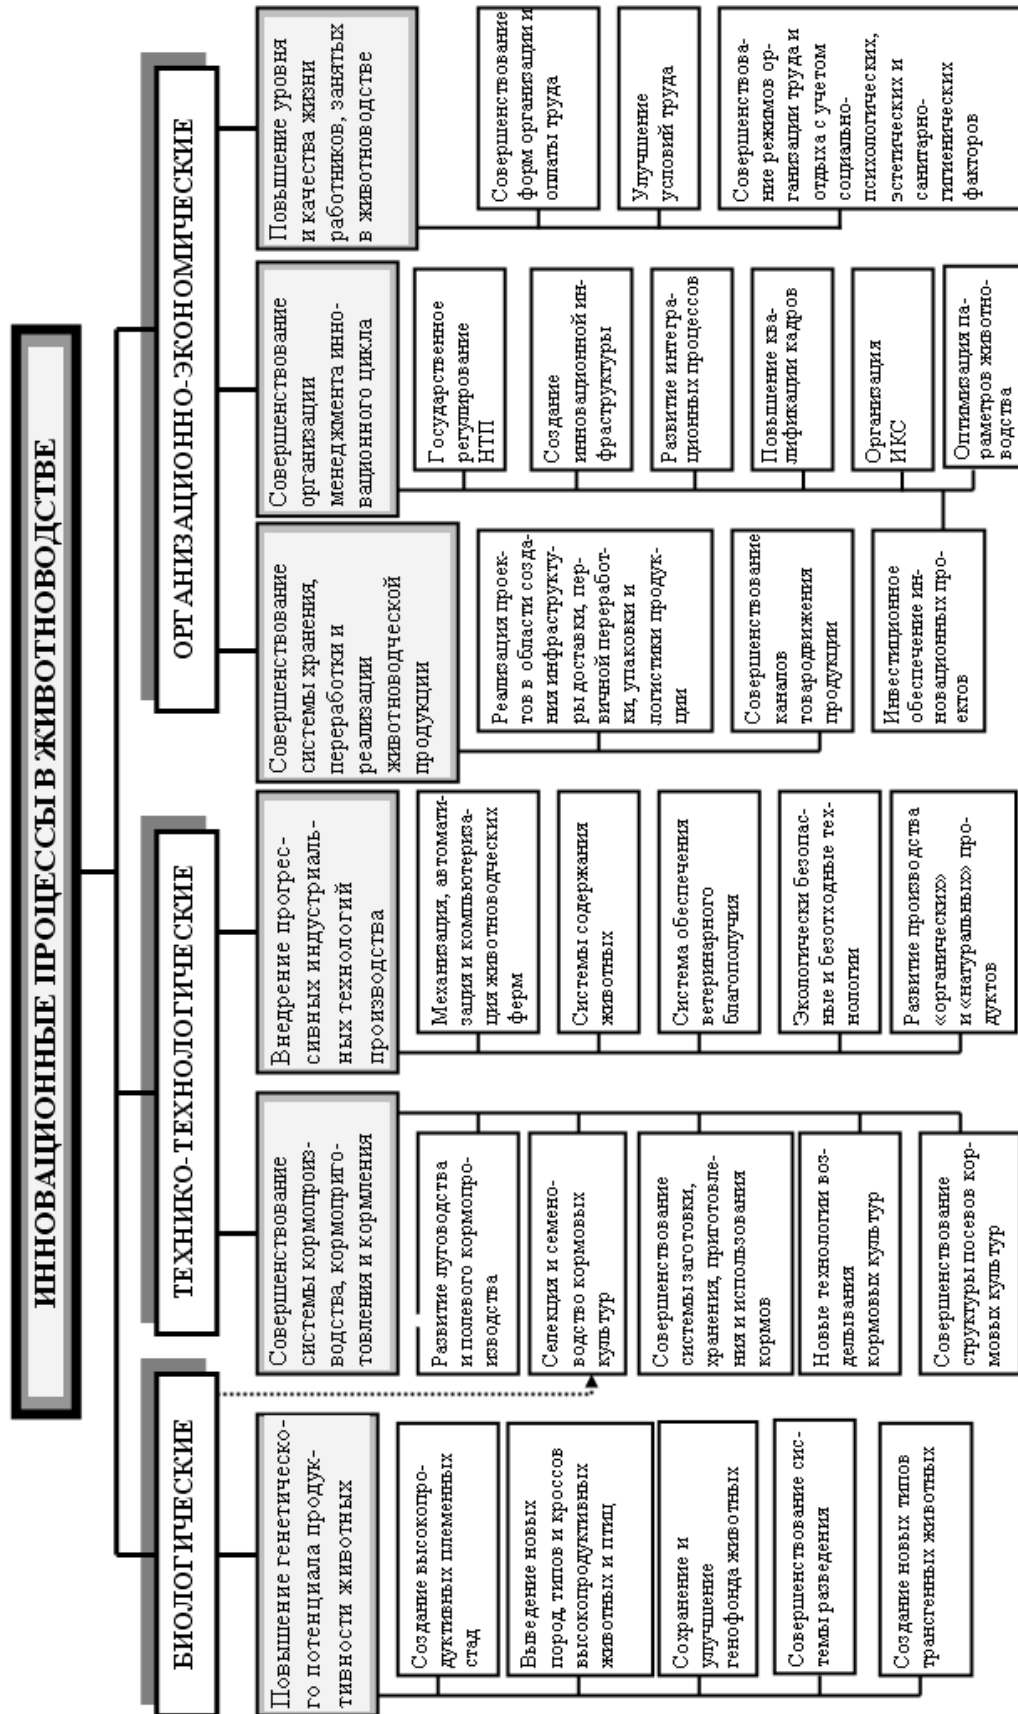 ИННОВАЦИОННЫЕ ПРОЦЕССЫ В ЖИВОТНОВОДСТВЕ
БИОЛОГИЧЕСКИЕ
Повышение генетическо-
го потенциала продук-
тивности животных
Создание высокопро-
дуктивных племенных
стад
Выведение новых
пород, типов и кроссов
высокопродуктивных
животных и птиц
Сохранение и
улучшение
генофонда животных
Совершенствование сис-
темы разведения
Создание новых типов
трансгенных животных
ТЕХНИКО-ТЕХНОЛОГИЧЕСКИЕ
Совершенствование
системы кормопроиз-
водства, кормоприго-
товления и кормления
Развитие луговодства
и полевого кормопро-
изводства
Селекция и семено-
водство кормовых
культур
Совершенствование
системы заготовки,
хранения, приготовле-
ния и использования
кормов
Новые технологии воз-
делывания
кормовых культур
Совершенствование
структуры посевов кор-
мовых культур
Внедрение прогрес-
сивных индустриаль-
ных технологий
производства
Механизация, автомати-
зация и компьютериза-
ция животноводческих
ферм
Системы содержания
животных
Система обеспечения
ветеринарного
благополучия
Экологически безопас-
ные и безотходные тех-
нологии
Развитие производства
«органических»
и «натуральных» про-
дуктов
ОРГАНИЗАЦИОННО-ЭКОНОМИЧЕСКИЕ
Совершенствование
системы хранения,
переработки и
реализации
животноводческой
продукции
Реализация проек-
тов в области созда-
ния инфраструкту-
ры доставки, пер-
вичной переработ-
ки, упаковки и
логистики продук-
ции
Совершенствование
каналов
товародвижения
продукции
Инвестиционное
обеспечение ин-
новационных про-
ектов
Совершенствование
организации
менеджмента инно-
вационного цикла
Государственное
регулирование
НТП
Создание
инновационной ин-
фраструктуры
Развитие интегра-
ционных процессов
Повышение ква-
лификации кадров
Организация
ИКС
Оптимизация па-
раметров животно-
водства
Повышение уровня
и качества жизни
работников, занятых
в животноводстве
Совершенствование
форм организации и
оплаты труда
Улучшение
условий труда
Совершенствова-
ние режимов ор-
ганизации труда и
отдыха с учетом
социально-
психологических,
эстетических и
санитарно-
гигиенических
факторов